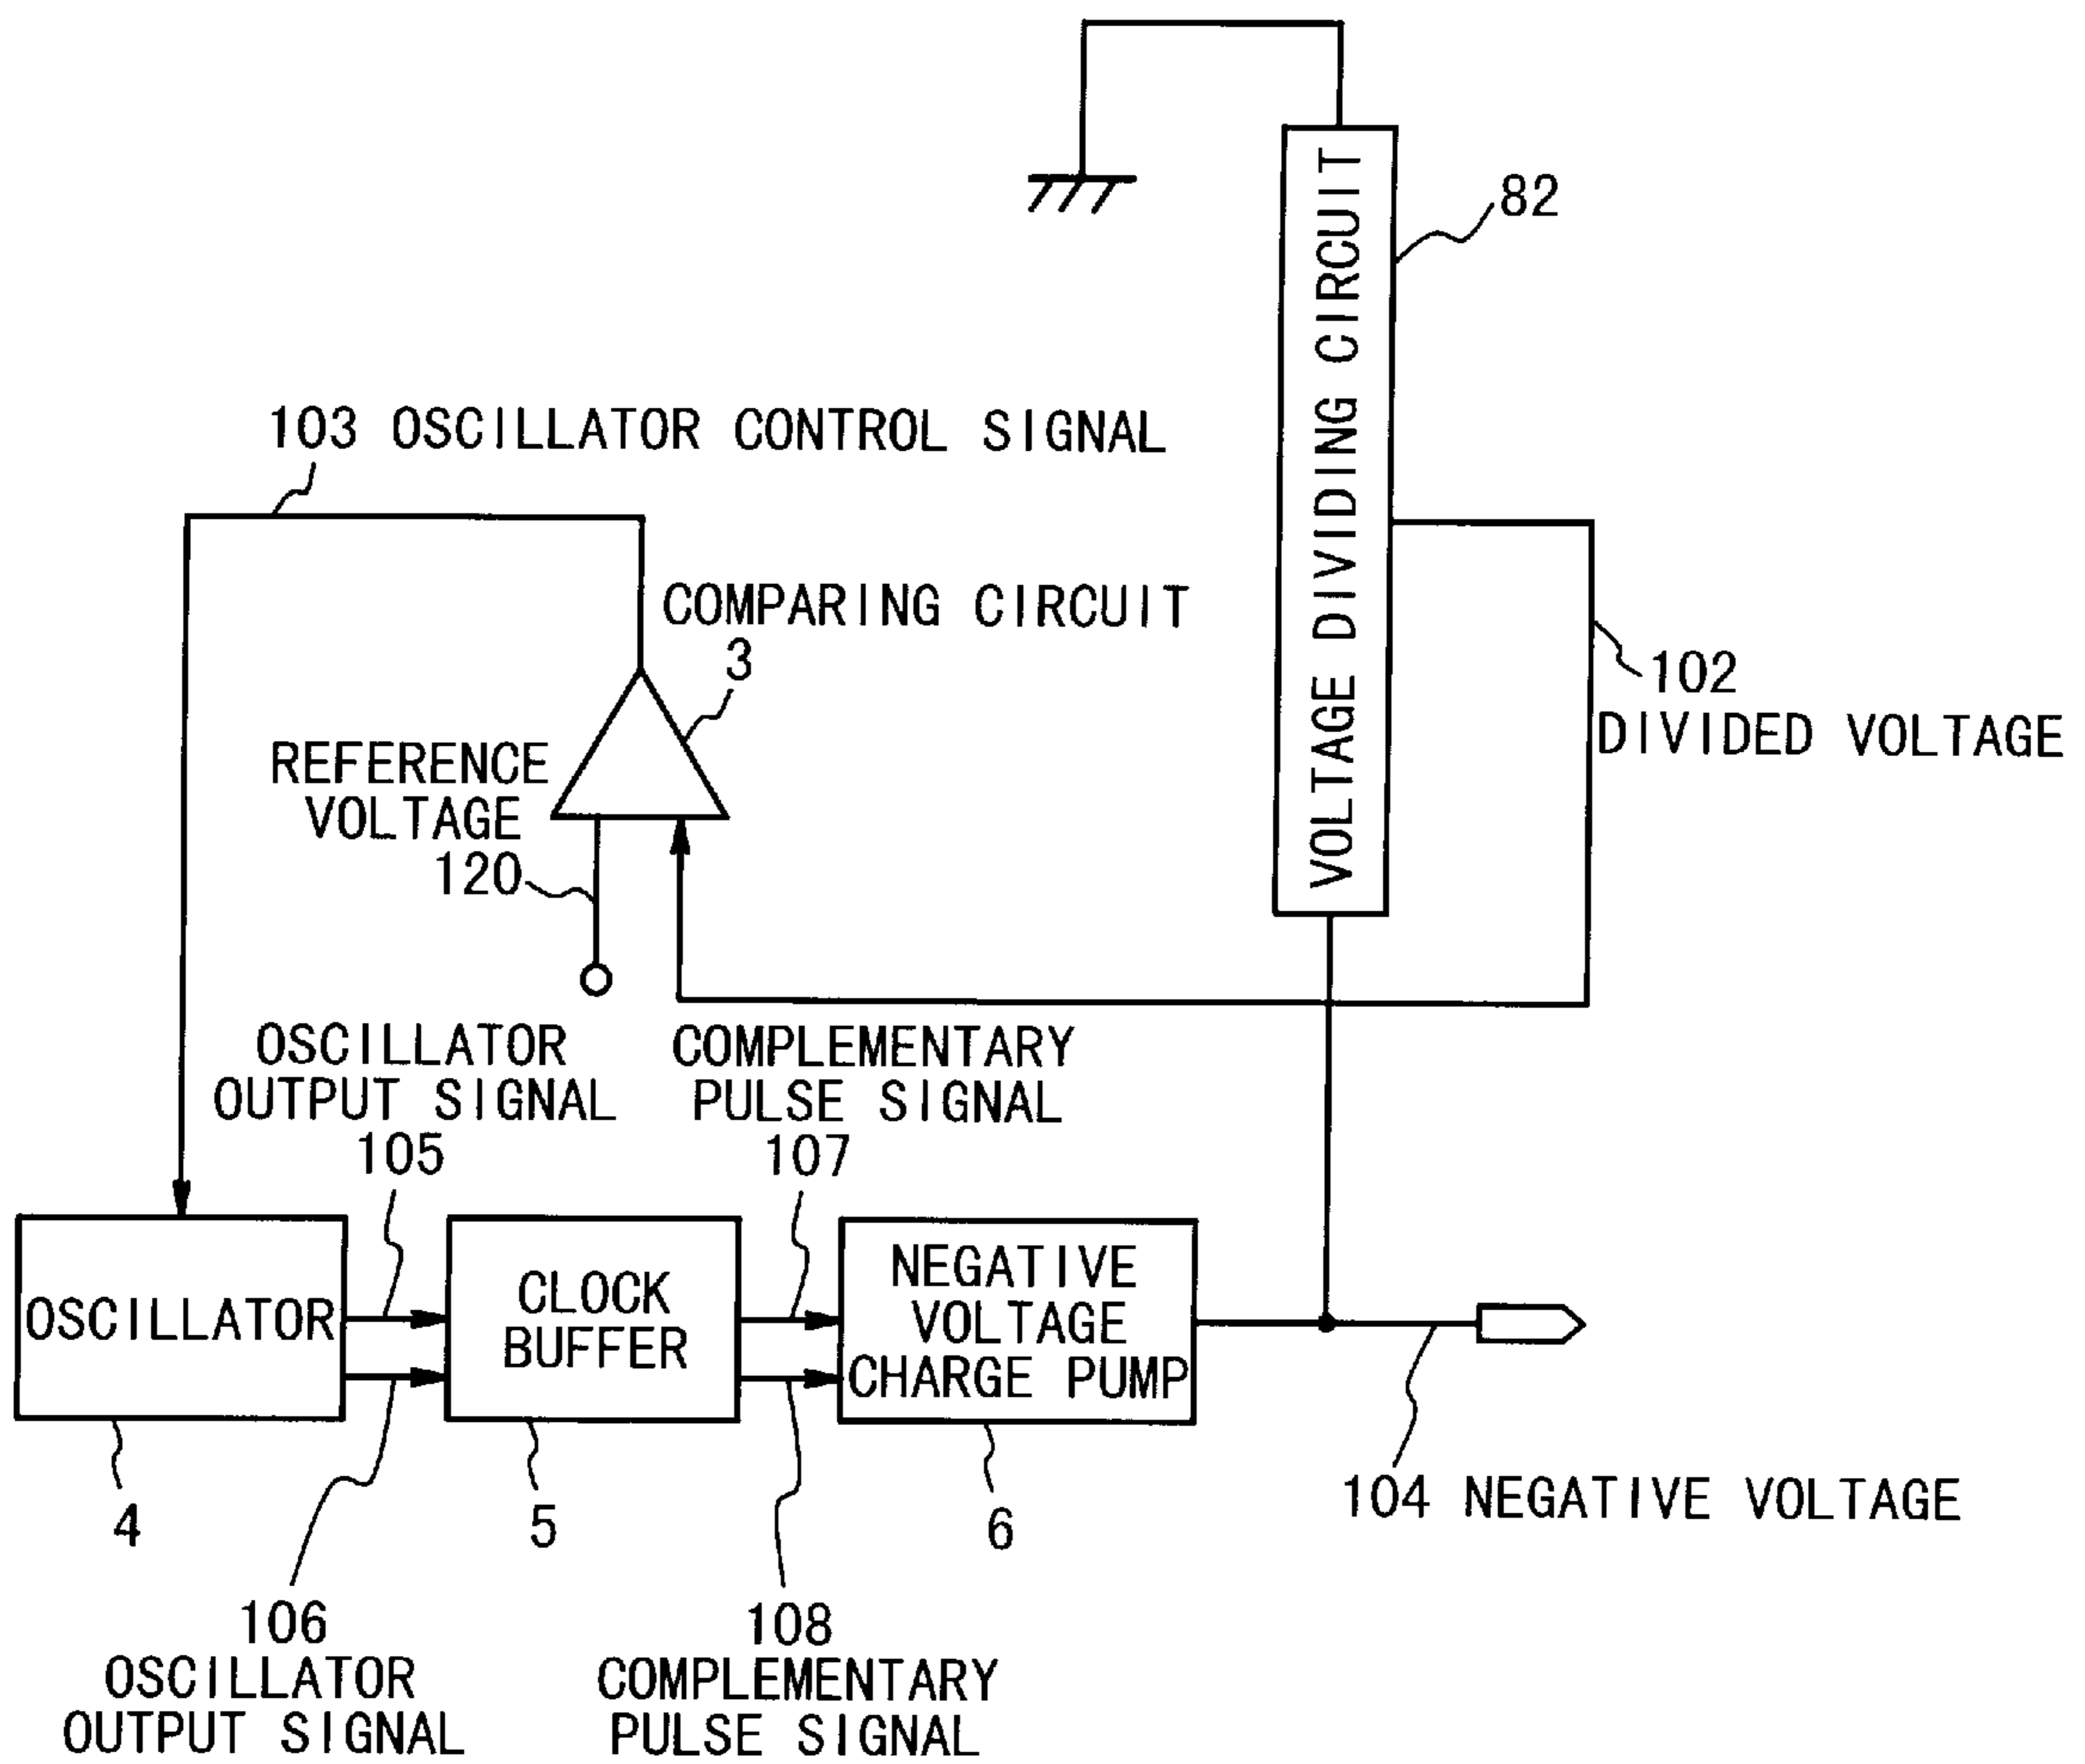 82
VOLTAGE DIVIDING CIRCUIT
103 OSCILLATOR CONTROL SIGNAL
COMPARING CIRCUIT
3
102
DIVIDED VOLTAGE
REFERENCE
VOLTAGE
120
OSCILLATOR
OUTPUT SIGNAL
105
COMPLEMENTARY
PULSE SIGNAL
107
OSCILLATOR
CLOCK
BUFFER
NEGATIVE
VOLTAGE
CHARGE PUMP
4
5
6
104 NEGATIVE VOLTAGE
106
OSCILLATOR
OUTPUT SIGNAL
108
COMPLEMENTARY
PULSE SIGNAL